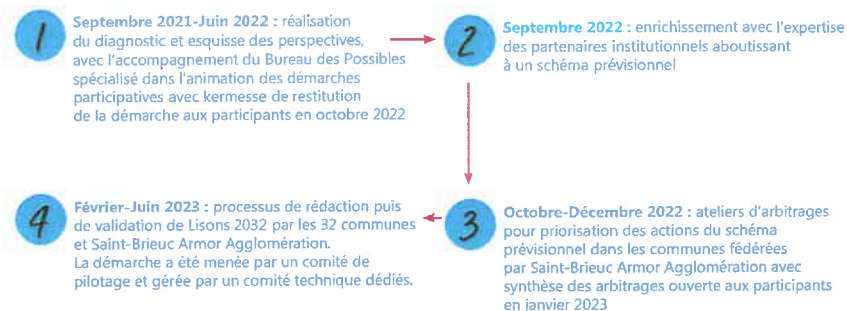 1
Septembre 2021-Juin 2022 : réalisation
du diagnostic et esquisse des perspectives,
avec l'accompagnement du Bureau des Possibles
spécialisé dans l'animation des démarches
participatives avec kermesse de restitution
de la démarche aux participants en octobre 2022
2
Septembre 2022 : enrichissement avec l'expertise
des partenaires institutionnels aboutissant
à un schéma prévisionnel
3
Octobre-Décembre 2022 : ateliers d'arbitrages
pour priorisation des actions du schéma
prévisionnel dans les communes fédérées
par Saint-Brieuc Armor Agglomération avec
synthèse des arbitrages ouverte aux participants
en janvier 2023
4
Février-Juin 2023 : processus de rédaction puis
de validation de Lisons 2032 par les 32 communes
et Saint-Brieuc Armor Agglomération.
La démarche a été menée par un comité de
pilotage et gérée par un comité technique dédiés.